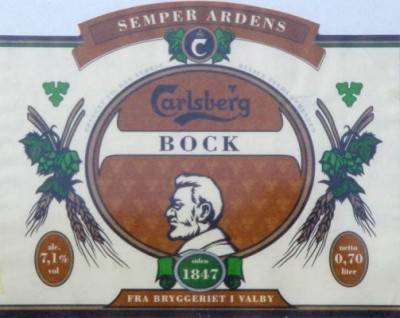 SEMPER ARDENS
C
Carlsberg
BOCK
alc.
7,1%
vol
netto
0,70
liter
siden
1847
FRA BRYGGERIET I VALBY